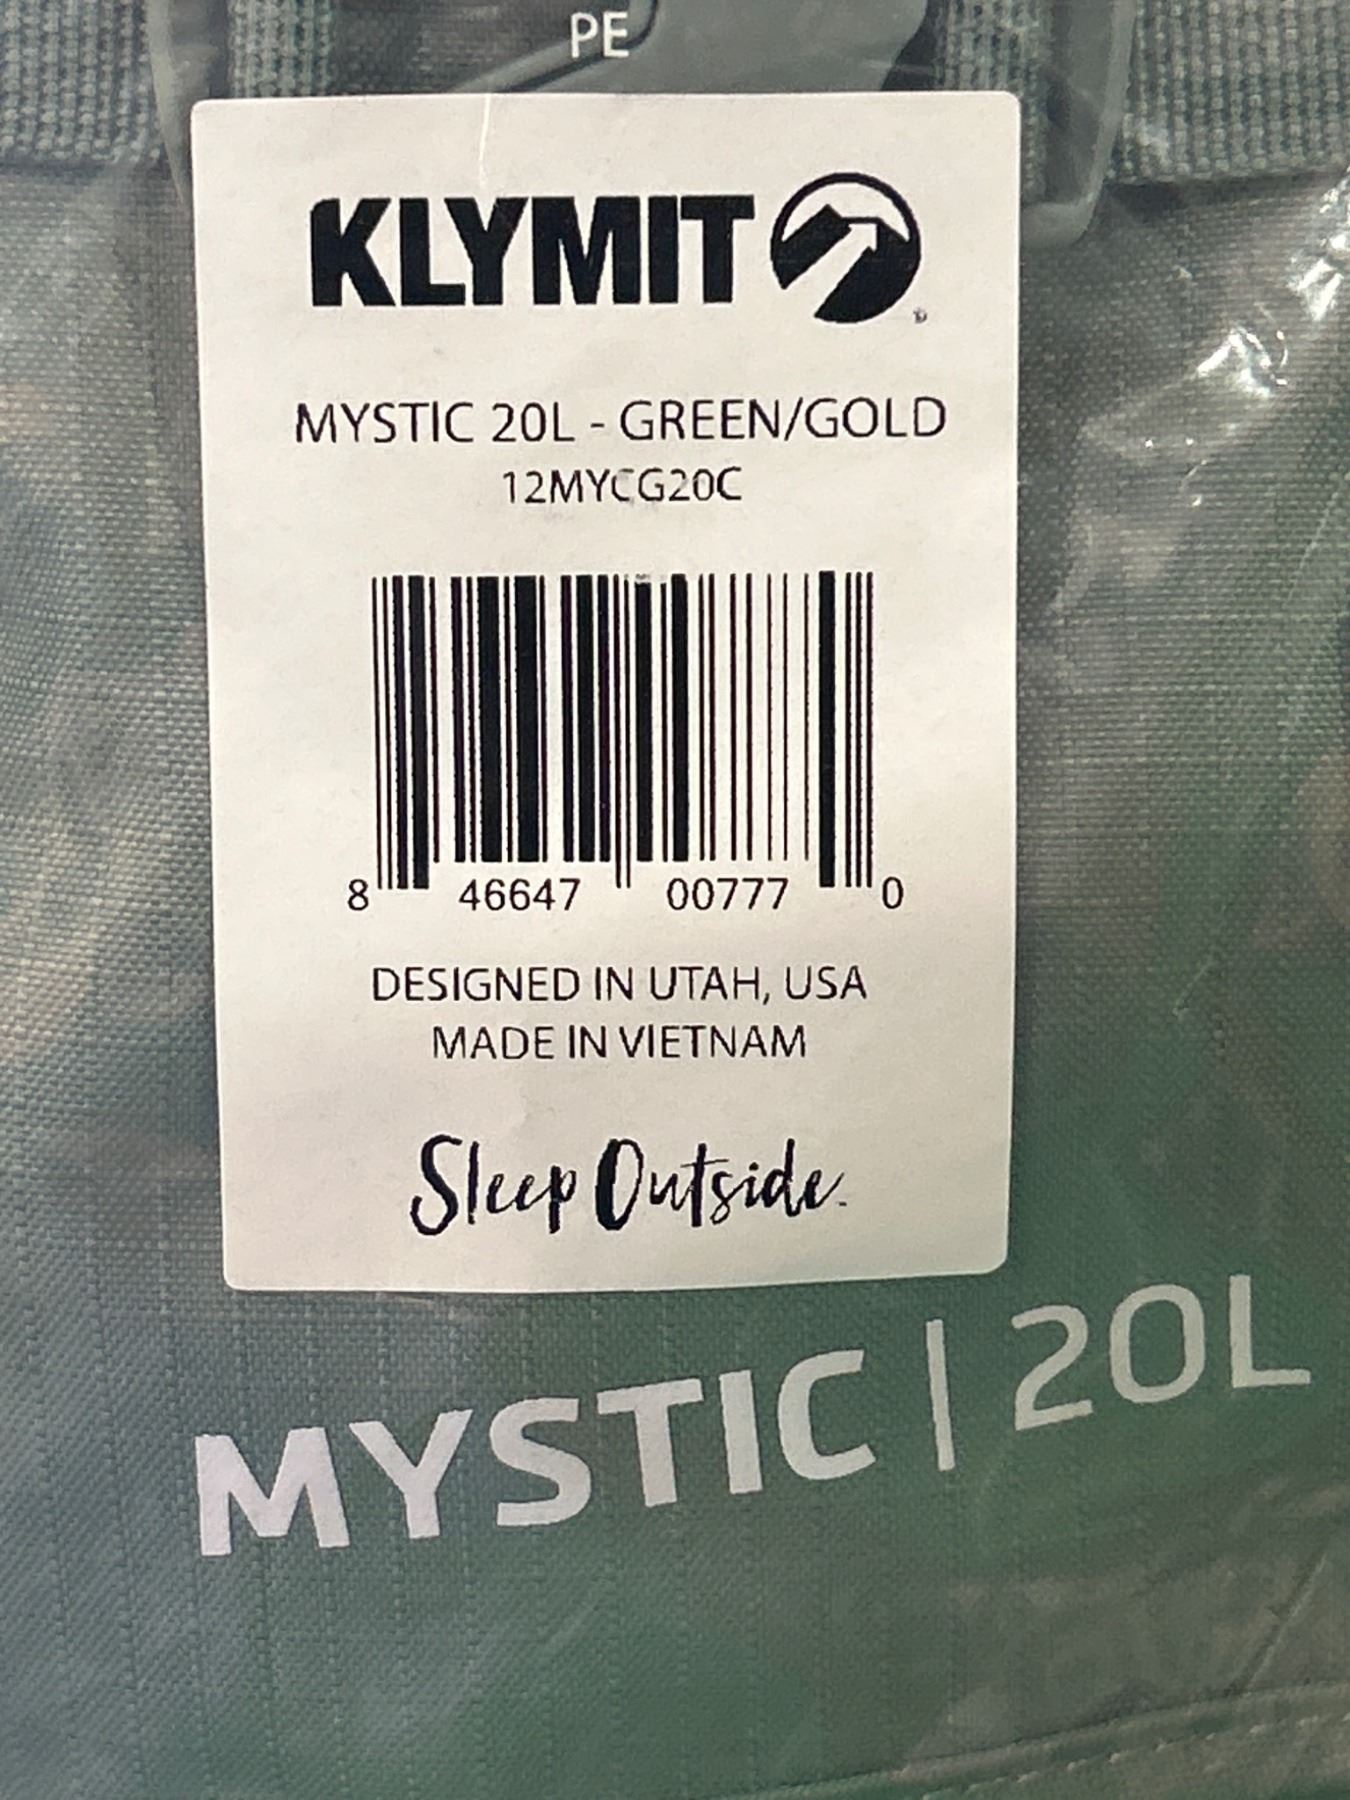 PE
KLYMIT
MYSTIC 20L - GREEN/GOLD
12MYCG20C
8 46647 00777 0
DESIGNED IN UTAH, USA
MADE IN VIETNAM
Sleep Outside.
MYSTIC | 20L